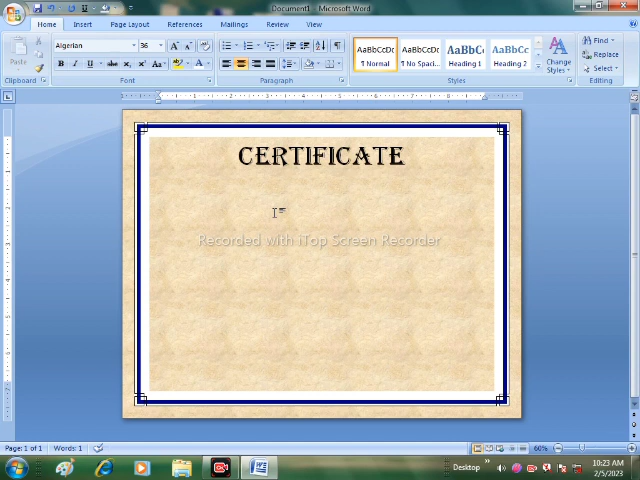 Document1 - Microsoft Word
Home Insert Page Layout References Mailings Review View
Algerian 36
Paste
B I U abe
AaBbCcDc AaBbCcDc AaBbCc AaBbCc
¶ Normal ¶ No Spaci... Heading 1 Heading 2
Change Styles
Find
Replace
Select
Clipboard Font Paragraph Styles Editing
CERTIFICATE
Recorded with iTop Screen Recorder
Page: 1 of 1 Words: 1
60%
Desktop
10:23 AM
2/5/2023